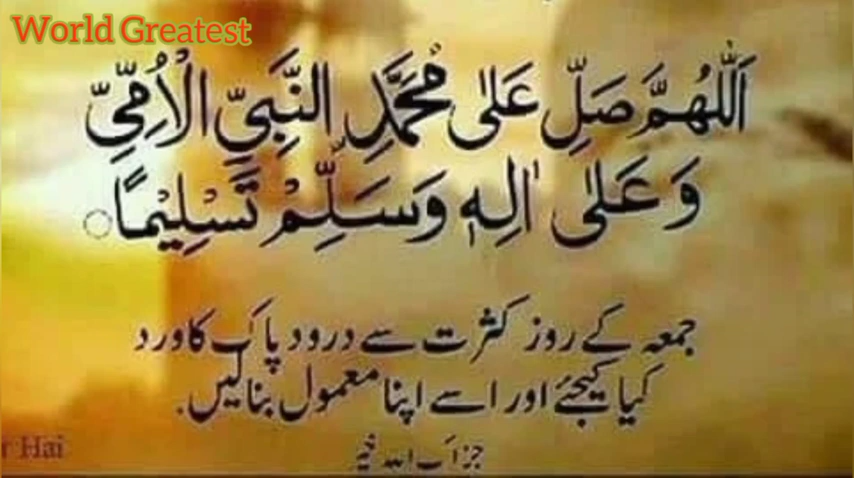 World Greatest
اَللّٰهُمَّ صَلِّ عَلٰى مُحَمَّدِ النَّبِيِّ الْاُمِّيِّ
وَعَلٰى اٰلِهٖ وَسَلِّمْ تَسْلِيْمًا
جمعہ کے روز کثرت سے درود پاک کا ورد
کیا کیجئے اور اسے اپنا معمول بنا لیں.
جزاک اللہ خیر
r Hai